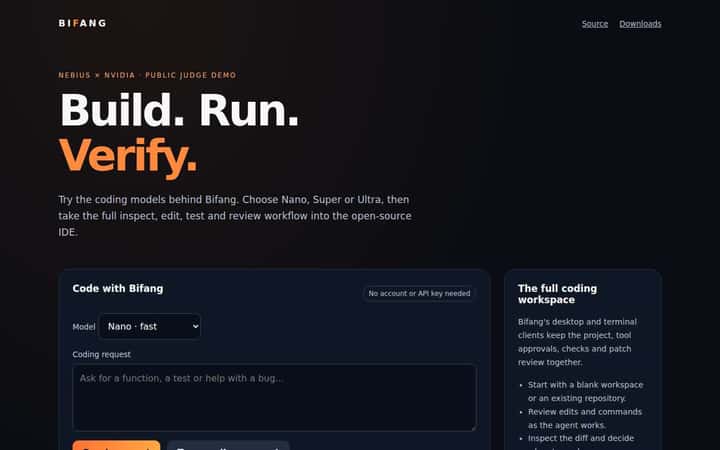 BIFANG
Source
Downloads
NEBIUS × NVIDIA · PUBLIC JUDGE DEMO
Build. Run.
Verify.
Try the coding models behind Bifang. Choose Nano, Super or Ultra, then
take the full inspect, edit, test and review workflow into the open-source
IDE.
Code with Bifang
No account or API key needed
Model
Nano · fast
Coding request
Ask for a function, a test or help with a bug...
The full coding
workspace
Bifang's desktop and terminal
clients keep the project, tool
approvals, checks and patch
review together.
• Start with a blank workspace
or an existing repository.
• Review edits and commands
as the agent works.
• Inspect the diff and decide